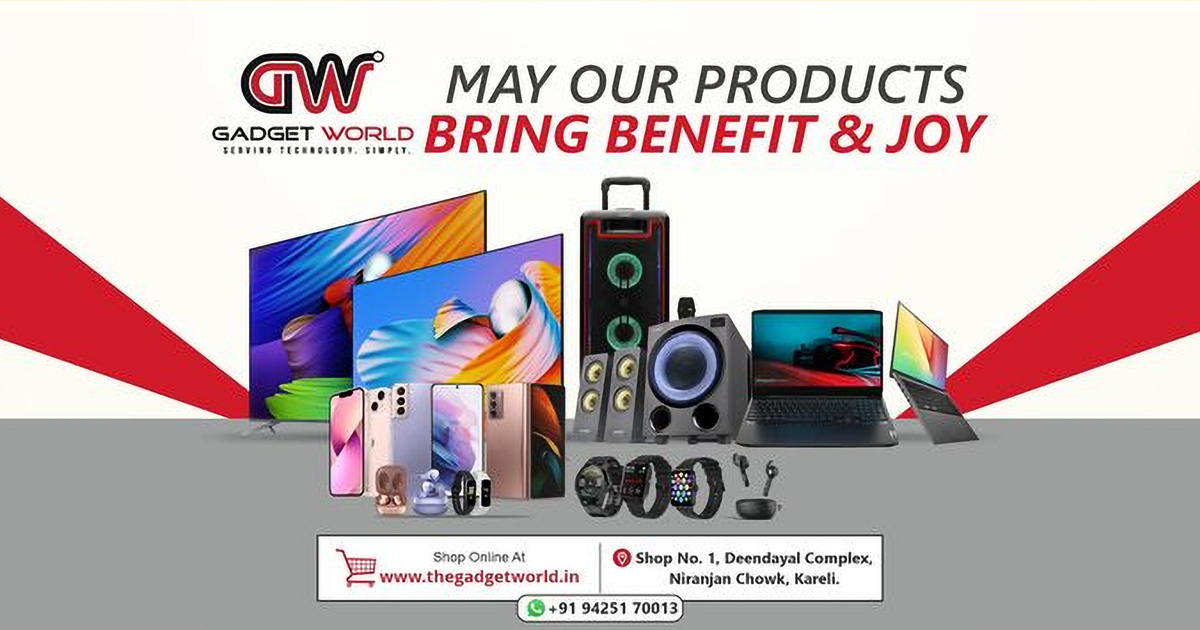 GW
GADGET WORLD
SERVING TECHNOLOGY. SIMPLY.
MAY OUR PRODUCTS
BRING BENEFIT & JOY
Shop Online At
www.thegadgetworld.in
Shop No. 1, Deendayal Complex,
Niranjan Chowk, Kareli.
+91 94251 70013